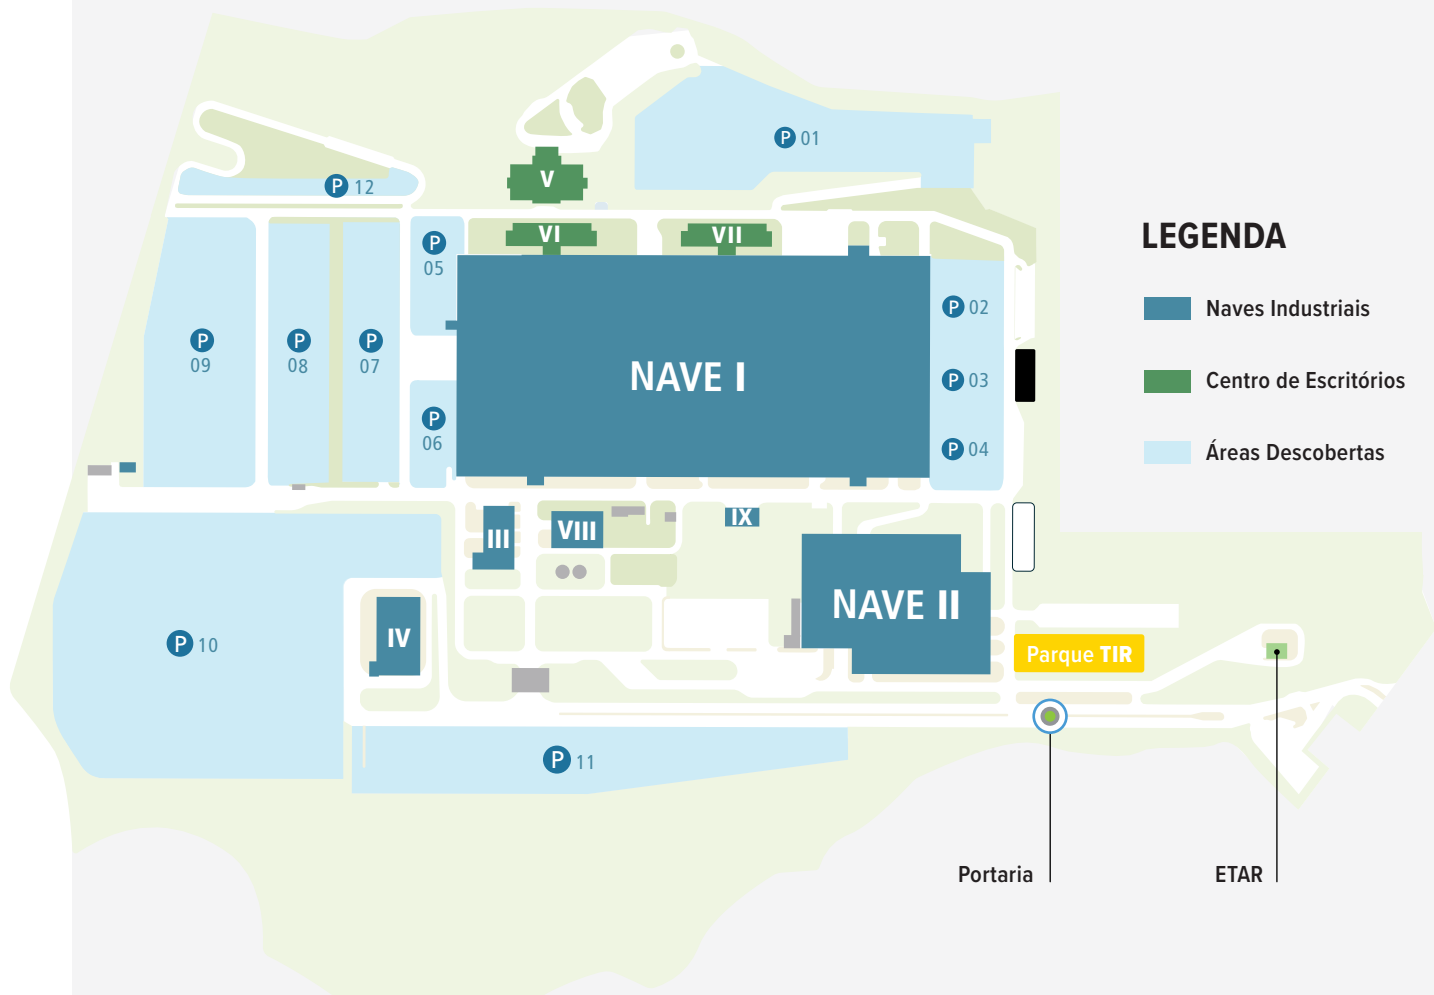 P 01
P 12
V
VI
VII
P
05
LEGENDA
P 02
Naves Industriais
P
09
P
08
P
07
NAVE I
P 03
Centro de Escritórios
P
06
P 04
Áreas Descobertas
III
VIII
IX
NAVE II
IV
P 10
Parque TIR
P 11
Portaria
ETAR